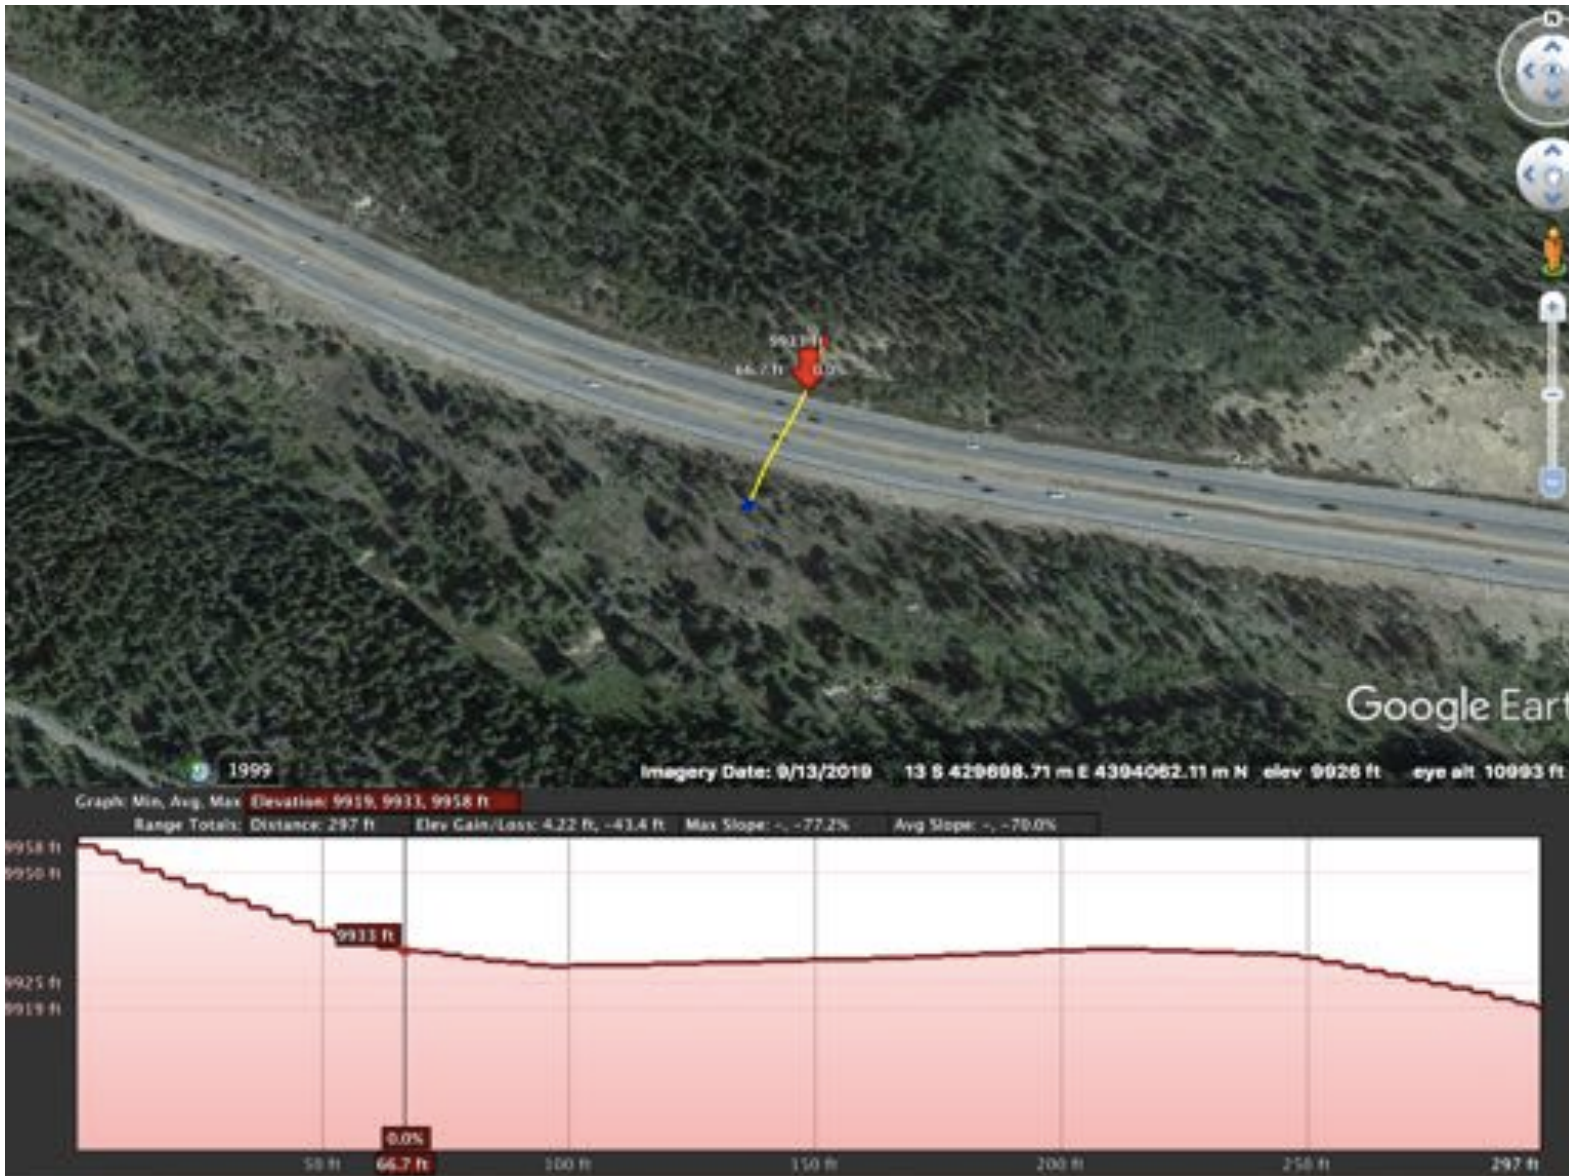 N
9933 ft
66.7 ft 0.0%
Google Eart
1999
Imagery Date: 9/13/2019 13 S 429698.71 m E 4394062.11 m N elev 9926 ft eye alt 10993 ft
Graph: Min, Avg, Max Elevation: 9919, 9933, 9958 ft
Range Totals: Distance: 297 ft Elev Gain/Loss: 4.22 ft, -43.4 ft Max Slope: -, -77.2% Avg Slope: -, -70.0%
9958 ft
9950 ft
9933 ft
9925 ft
9919 ft
0.0%
50 ft 66.7 ft 100 ft 150 ft 200 ft 250 ft 297 ft